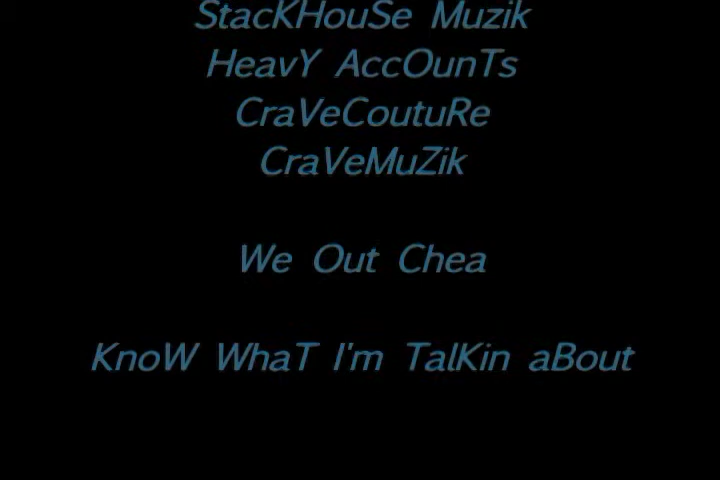 StacKHouSe Muzik
HeavY AccOunTs
CraVeCoutuRe
CraVeMuZik
We Out Chea
KnoW WhaT I'm TalKin aBout